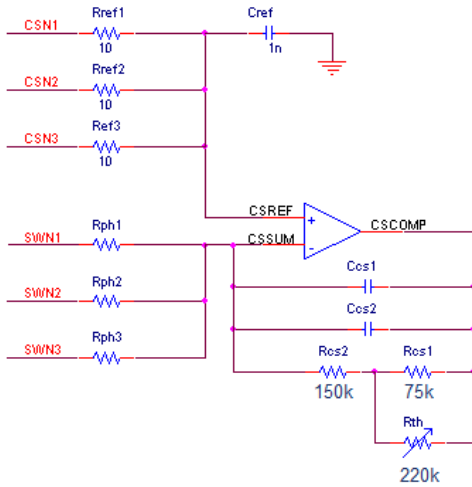 Rref1
Cref
CSN1
10
1n
Rref2
CSN2
10
Ref3
CSN3
10
CSREF
+
CSCOMP
Rph1
SWN1
CSSUM
-
Rph2
Ccs1
SWN2
Ccs2
Rph3
SWN3
Rcs2
Rcs1
150k
75k
Rth
220k